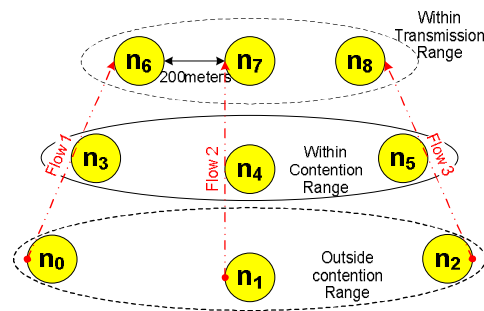 Within
Transmission
Range
n6
n7
n8
200meters
Flow 1
Flow 2
Flow 3
n3
n4
n5
Within
Contention
Range
n0
n1
n2
Outside
contention
Range